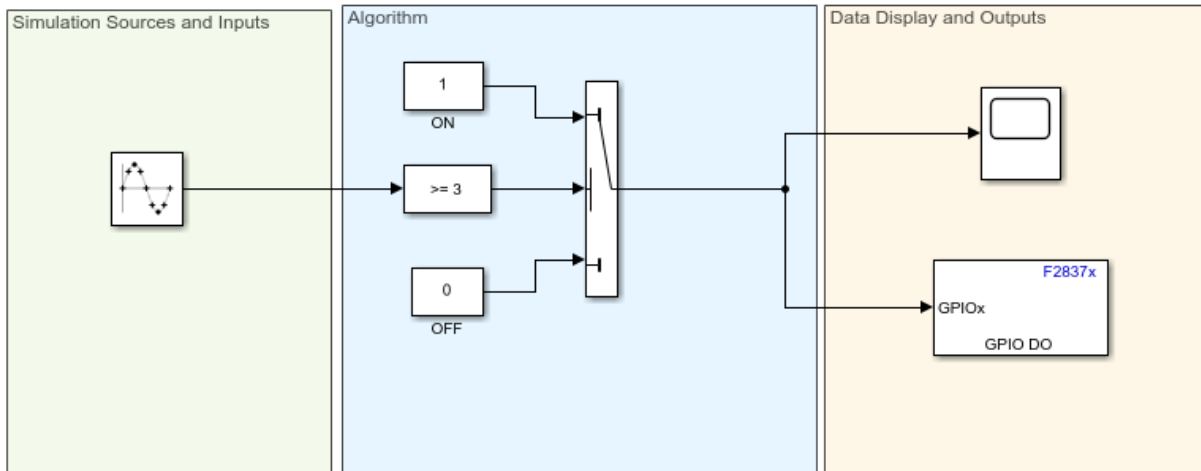 Simulation Sources and Inputs
Algorithm
Data Display and Outputs
1
ON
>= 3
0
OFF
F2837x
GPIOx
GPIO DO